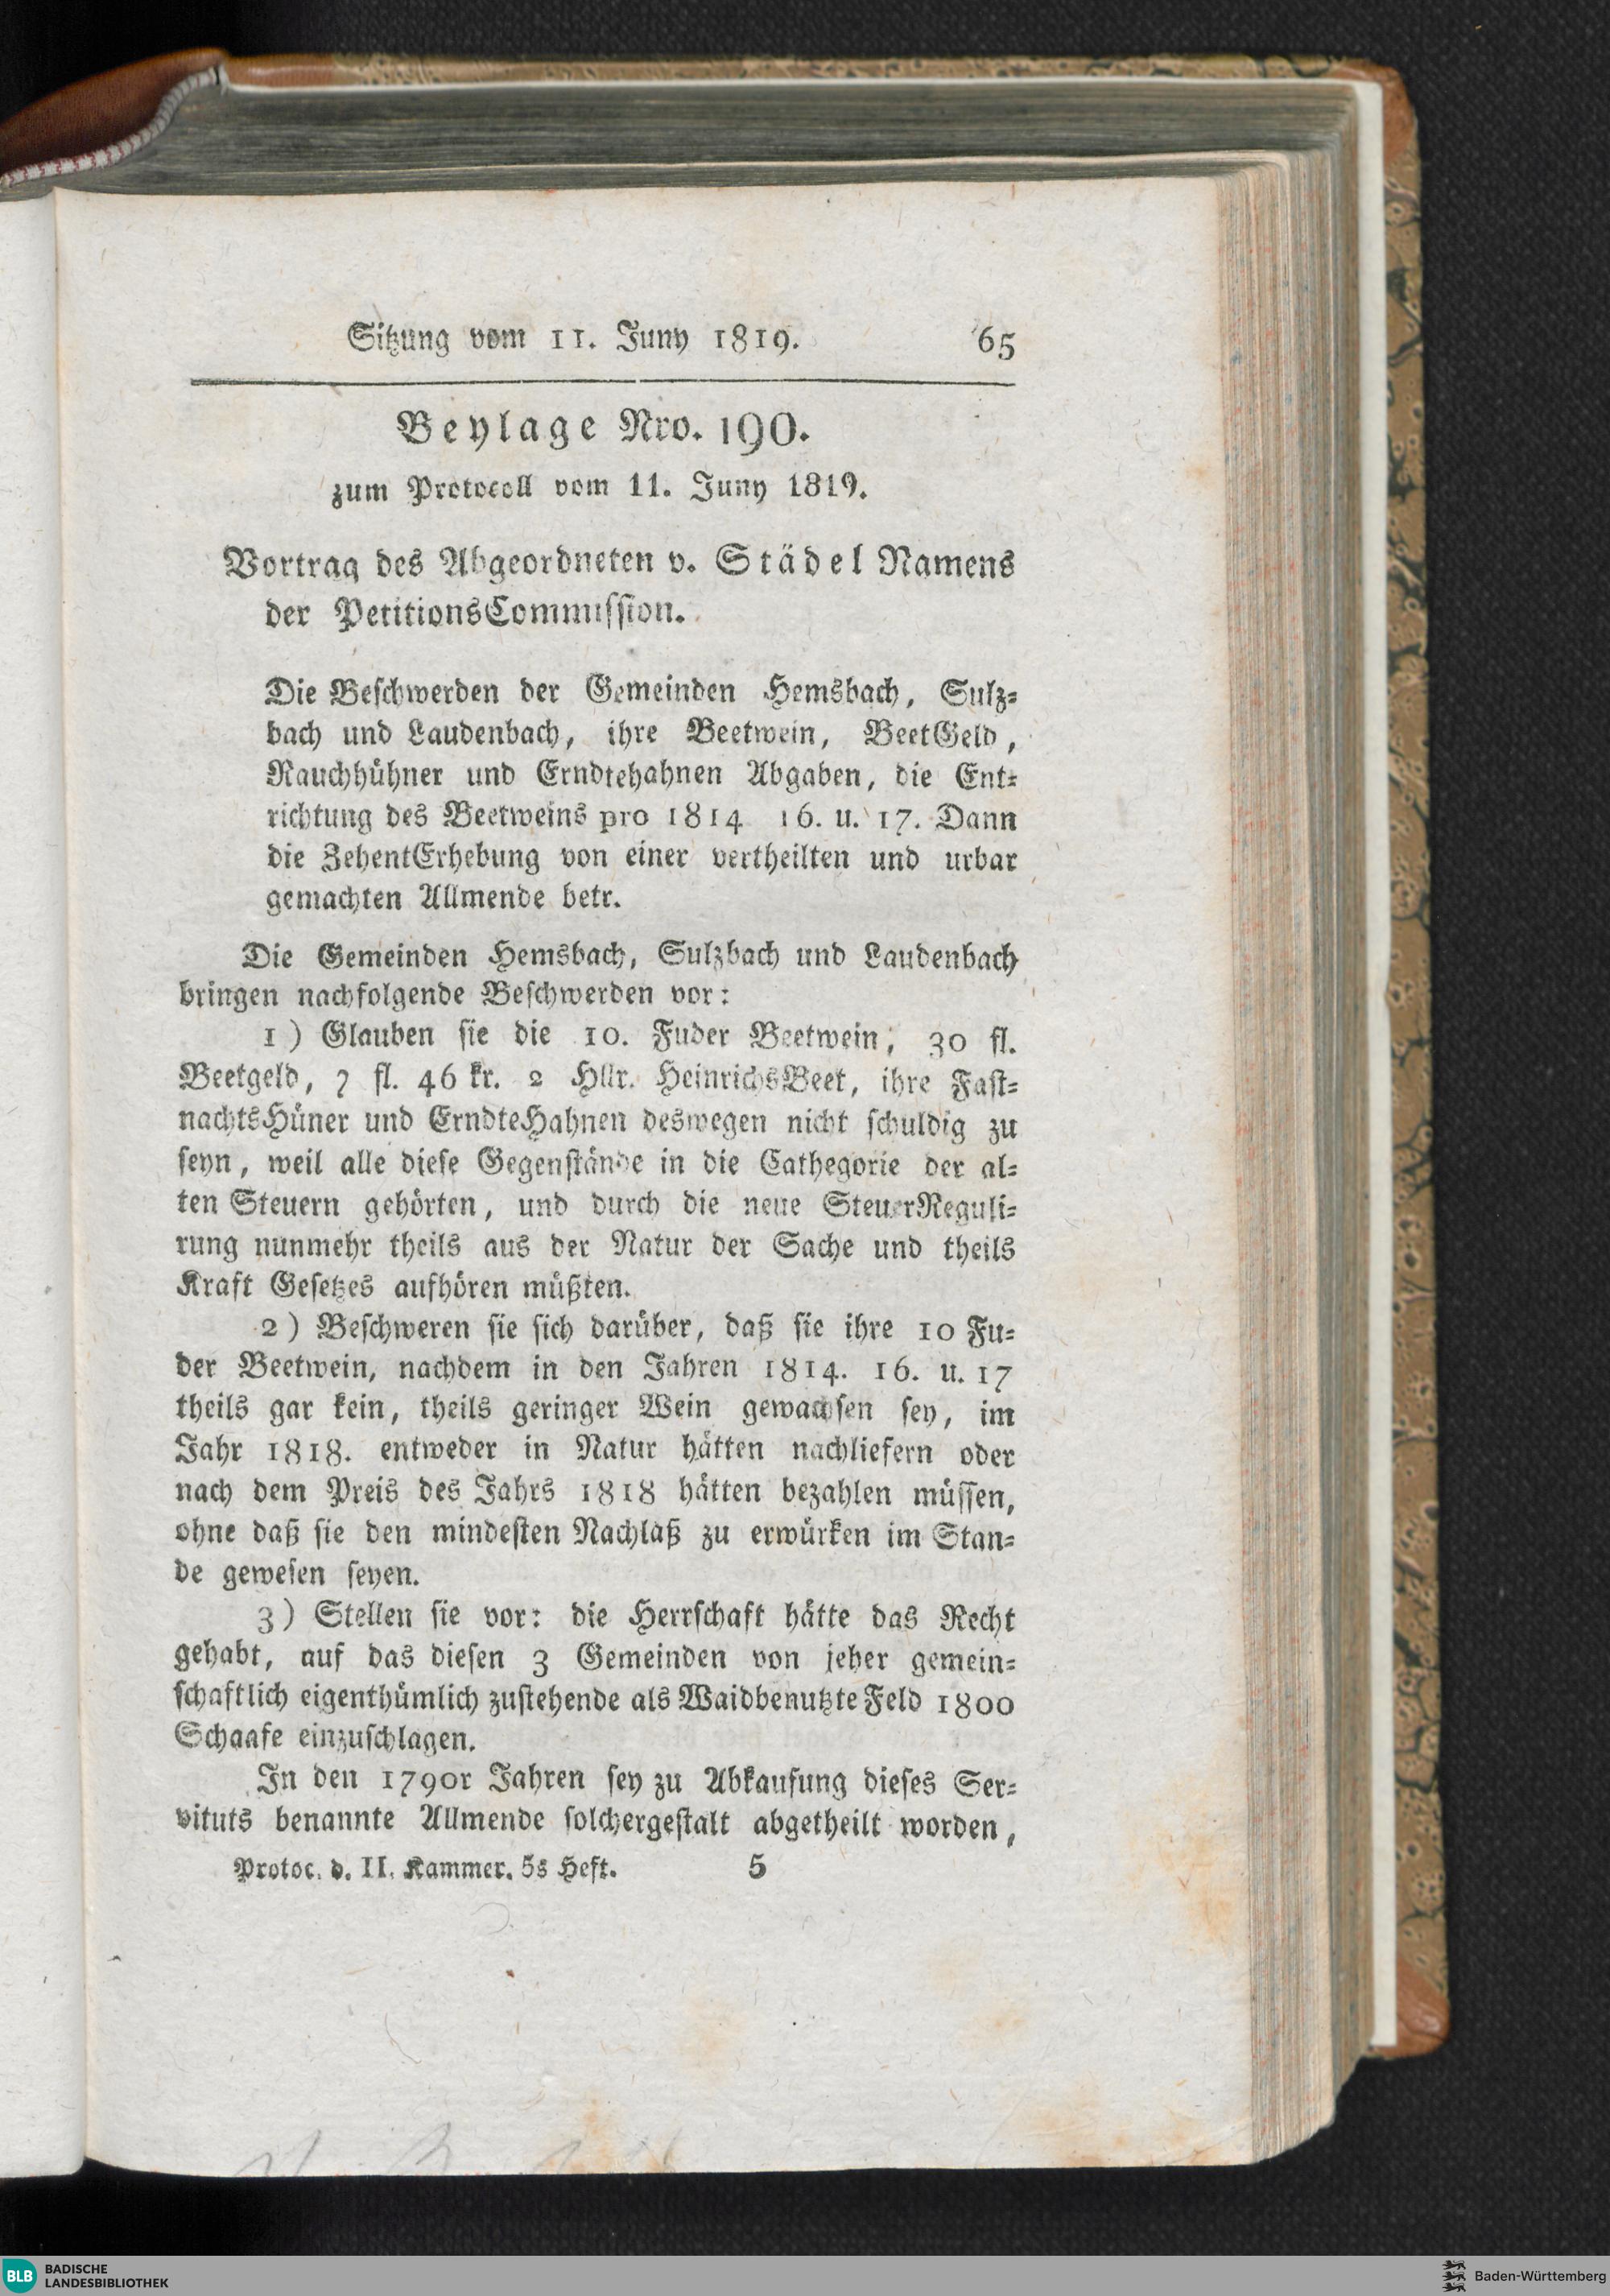 Sitzung vom 11. Juny 1819. 65
Beylage Nro. 190.
zum Protocoll vom 11. Juny 1819.
Vortrag des Abgeordneten v. Städel Namens
der PetitionsCommission.
Die Beschwerden der Gemeinden Hemsbach, Sulz-
bach und Laudenbach, ihre Beetwein, BeetGeld,
Rauchhühner und Erndtehahnen Abgaben, die Ent-
richtung des Beetweins pro 1814 16. u. 17. Dann
die ZehentErhebung von einer vertheilten und urbar
gemachten Allmende betr.
Die Gemeinden Hemsbach, Sulzbach und Laudenbach
bringen nachfolgende Beschwerden vor:
1) Glauben sie die 10. Fuder Beetwein, 30 fl.
Beetgeld, 7 fl. 46 kr. 2 Hllr. HeinrichsBeet, ihre Fast-
nachtsHüner und ErndteHahnen deswegen nicht schuldig zu
seyn, weil alle diese Gegenstände in die Cathegorie der al-
ten Steuern gehörten, und durch die neue SteuerReguli-
rung nunmehr theils aus der Natur der Sache und theils
Kraft Gesetzes aufhören müßten.
2) Beschweren sie sich darüber, daß sie ihre 10 Fu-
der Beetwein, nachdem in den Jahren 1814. 16. u. 17
theils gar kein, theils geringer Wein gewachsen sey, im
Jahr 1818. entweder in Natur hätten nachliefern oder
nach dem Preis des Jahrs 1818 hätten bezahlen müssen,
ohne daß sie den mindesten Nachlaß zu erwürken im Stan-
de gewesen seyen.
3) Stellen sie vor: die Herrschaft hätte das Recht
gehabt, auf das diesen 3 Gemeinden von jeher gemein-
schaftlich eigenthümlich zustehende als Waidbenutzte Feld 1800
Schaafe einzuschlagen.
In den 1790r Jahren sey zu Abkaufung dieses Ser-
vituts benannte Allmende solchergestalt abgetheilt worden,
Protoc. d. II. Kammer. 5s Heft. 5
BLB BADISCHE
LANDESBIBLIOTHEK
Baden-Württemberg